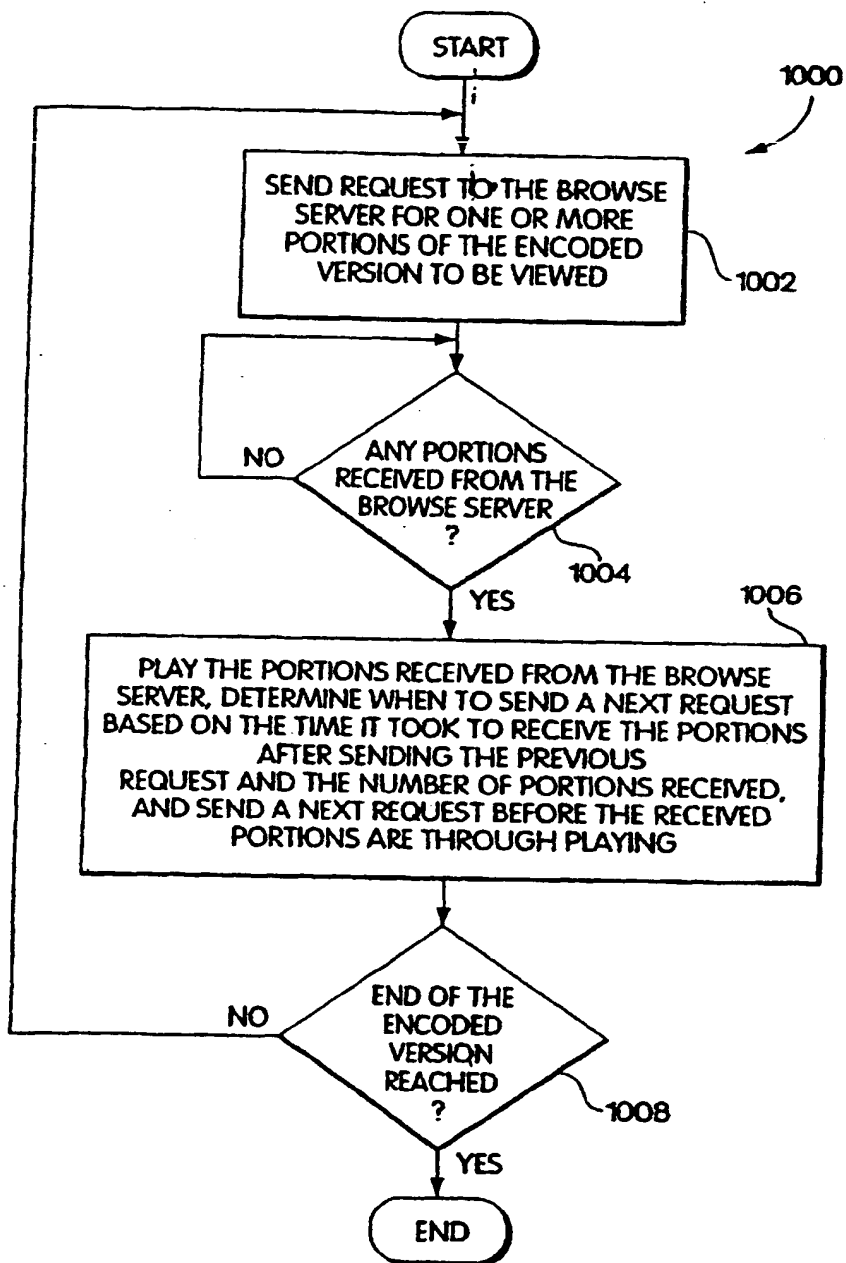 START
1000
SEND REQUEST TO THE BROWSE
SERVER FOR ONE OR MORE
PORTIONS OF THE ENCODED
VERSION TO BE VIEWED
1002
NO
ANY PORTIONS
RECEIVED FROM THE
BROWSE SERVER
?
1004
YES
1006
PLAY THE PORTIONS RECEIVED FROM THE BROWSE
SERVER, DETERMINE WHEN TO SEND A NEXT REQUEST
BASED ON THE TIME IT TOOK TO RECEIVE THE PORTIONS
AFTER SENDING THE PREVIOUS
REQUEST AND THE NUMBER OF PORTIONS RECEIVED,
AND SEND A NEXT REQUEST BEFORE THE RECEIVED
PORTIONS ARE THROUGH PLAYING
NO
END OF THE
ENCODED
VERSION
REACHED
?
1008
YES
END